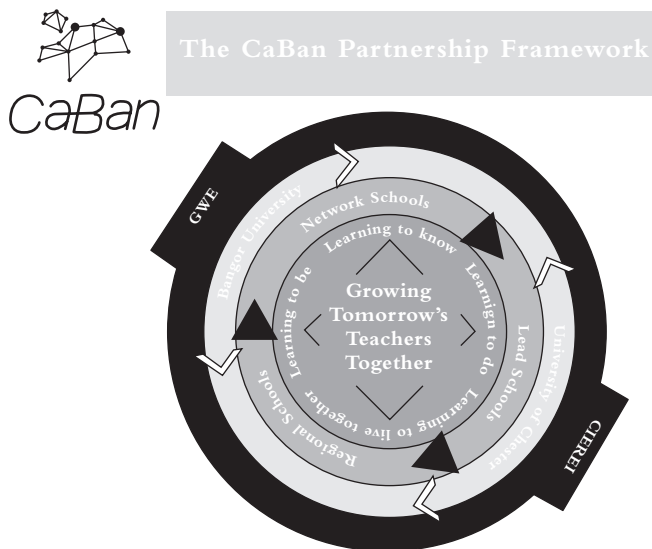 CaBan
The CaBan Partnership Framework
GWE
Bangor University
Network Schools
Learning to know
Learning to be
Learnign to do
Growing
Tomorrow's
Teachers
Together
Lead Schools
University of Chester
Learning to live together
Regional Schools
CIEREI